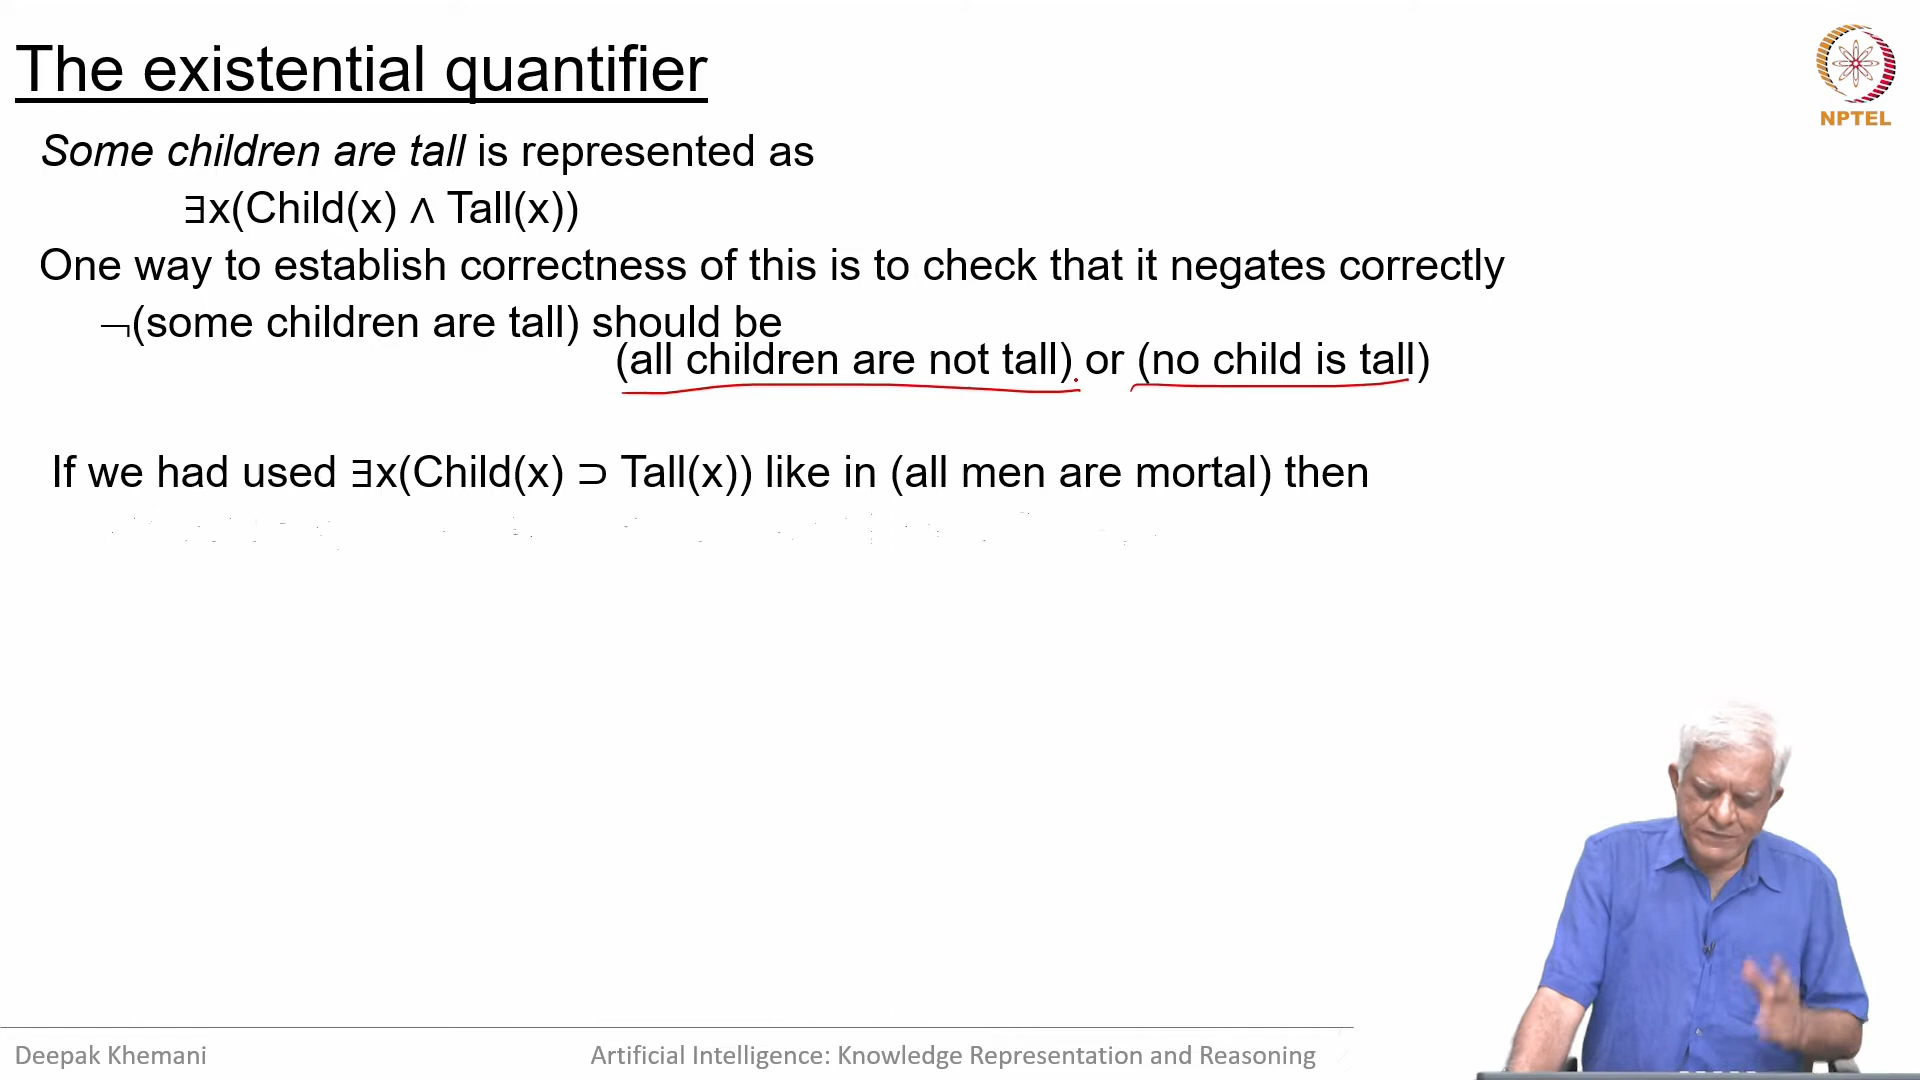 The existential quantifier
NPTEL
Some children are tall is represented as
∃x(Child(x) ∧ Tall(x))
One way to establish correctness of this is to check that it negates correctly
¬(some children are tall) should be
(all children are not tall) or (no child is tall)
If we had used ∃x(Child(x) ⊃ Tall(x)) like in (all men are mortal) then
Deepak Khemani
Artificial Intelligence: Knowledge Representation and Reasoning